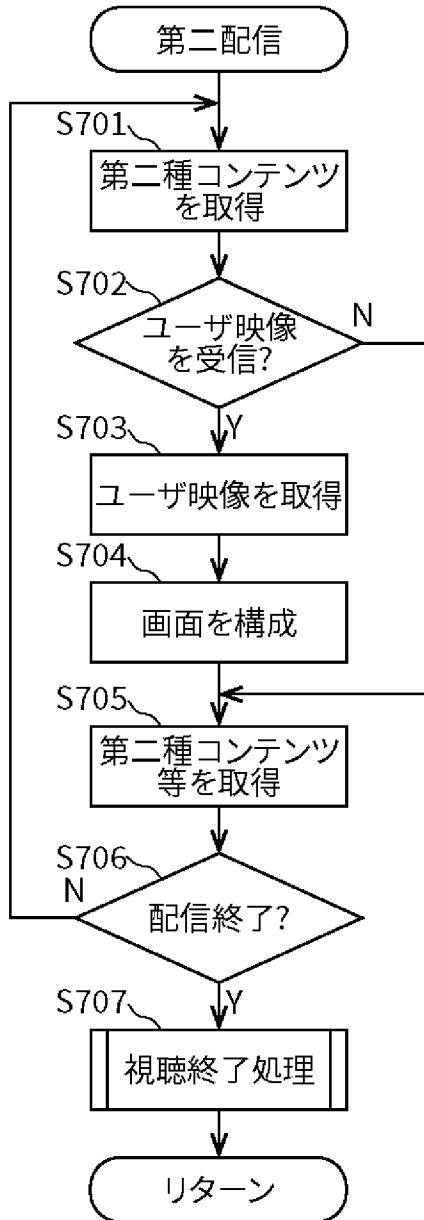 第二配信
S701
第二種コンテンツ
を取得
S702
ユーザ映像
を受信?
N
Y
S703
ユーザ映像を取得
S704
画面を構成
S705
第二種コンテンツ
等を取得
S706
N
配信終了?
Y
S707
視聴終了処理
リターン